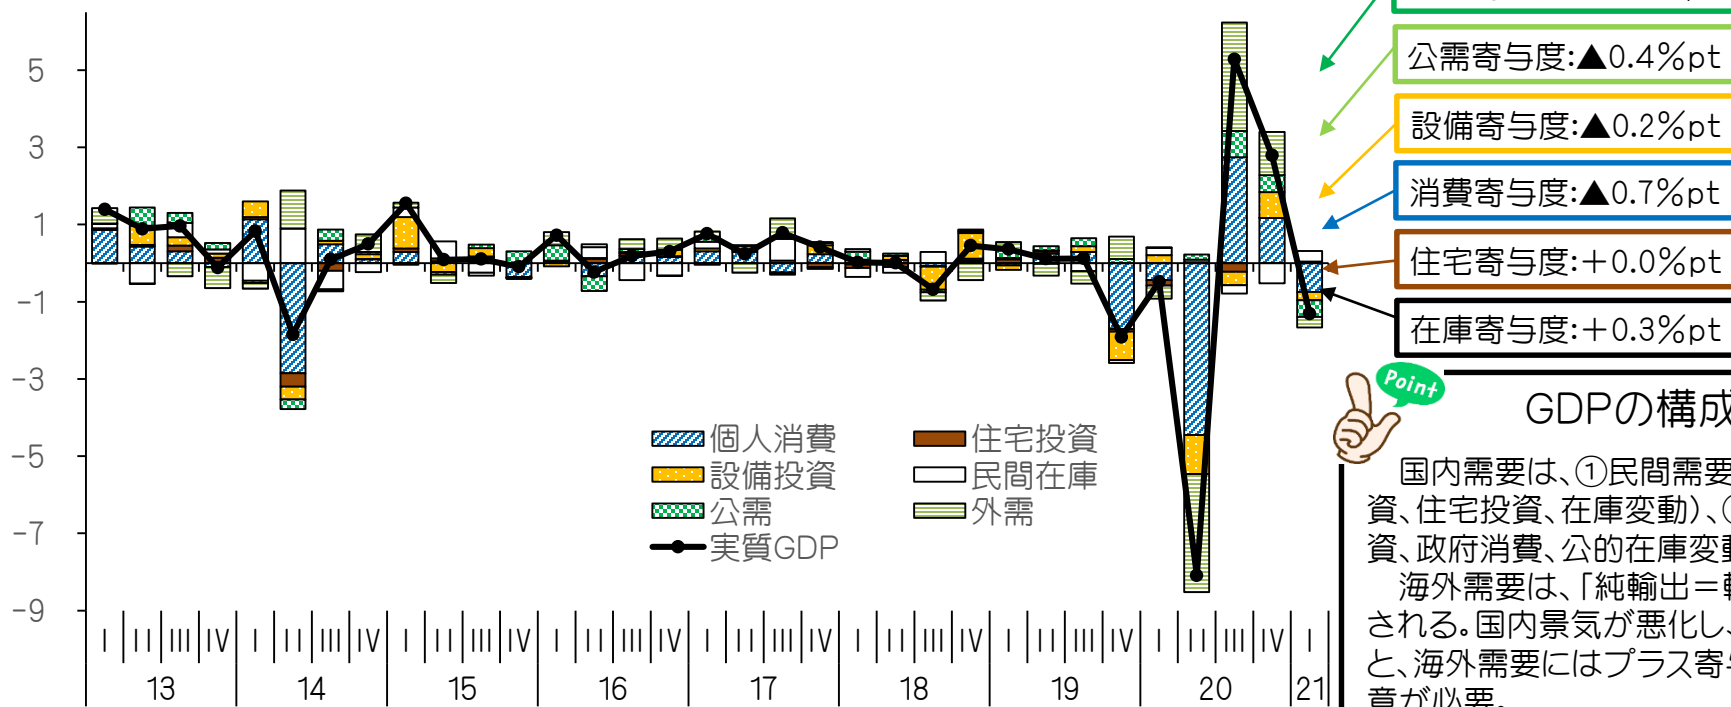 5
3
1
-1
-3
-5
-7
-9
個人消費
住宅投資
設備投資
民間在庫
公需
外需
実質GDP
I II III IV I II III IV I II III IV I II III IV I II III IV I II III IV I II III IV I II III IV I
13 14 15 16 17 18 19 20 21
公需寄与度:▲0.4%pt
設備寄与度:▲0.2%pt
消費寄与度:▲0.7%pt
住宅寄与度:+0.0%pt
在庫寄与度:+0.3%pt
Point
GDPの構成
国内需要は、①民間需要
資、住宅投資、在庫変動)、
資、政府消費、公的在庫変
海外需要は、「純輸出=
される。国内景気が悪化し、
と、海外需要にはプラス寄
意が必要。